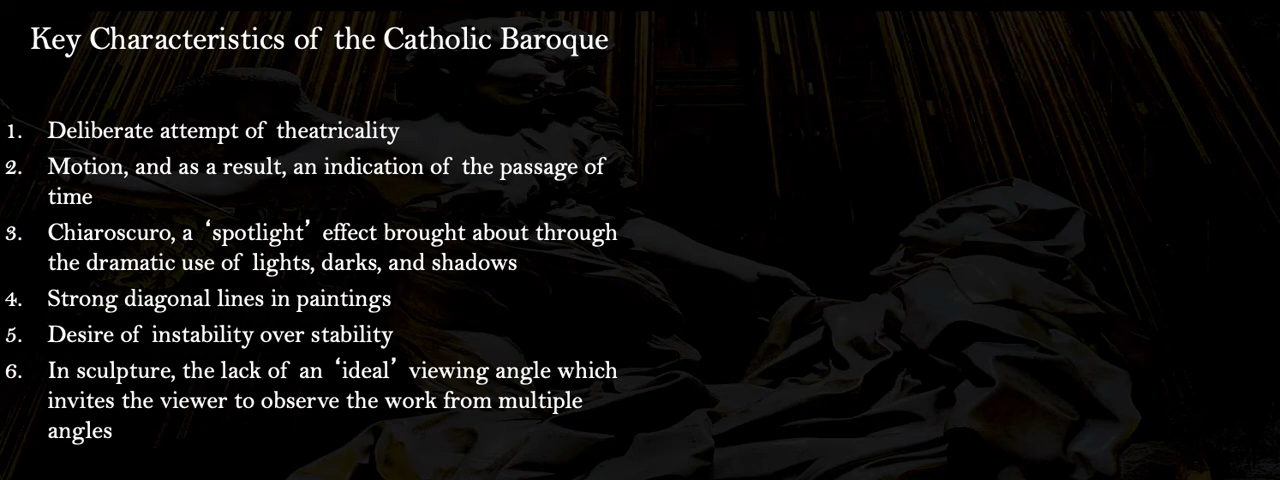 Key Characteristics of the Catholic Baroque
1. Deliberate attempt of theatricality
2. Motion, and as a result, an indication of the passage of
time
3. Chiaroscuro, a ‘spotlight’ effect brought about through
the dramatic use of lights, darks, and shadows
4. Strong diagonal lines in paintings
5. Desire of instability over stability
6. In sculpture, the lack of an ‘ideal’ viewing angle which
invites the viewer to observe the work from multiple
angles